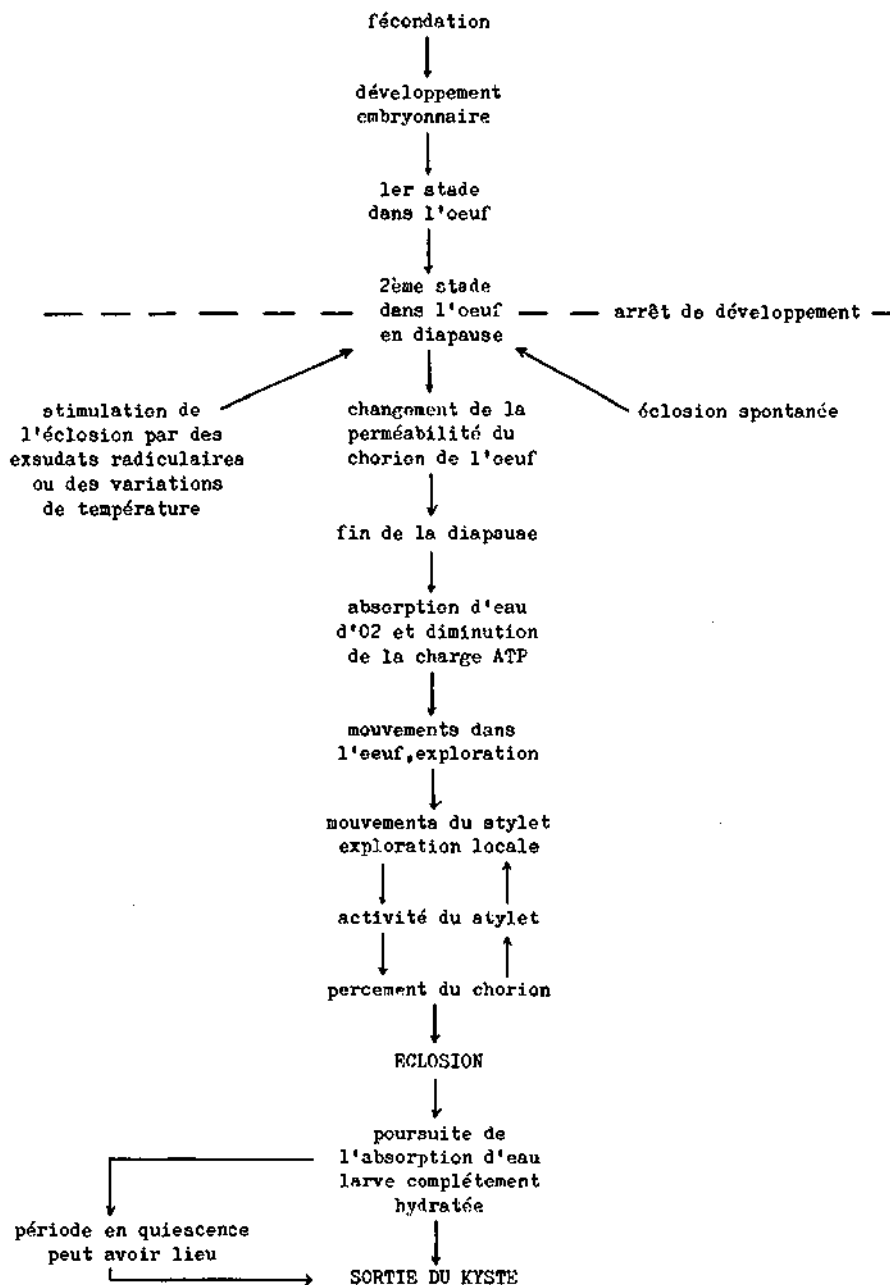 fécondation
développement
embryonnaire
1er stade
dans l'oeuf
2ème stade
dans l'oeuf
en diapause
arrêt de développement
stimulation de
l'éclosion par des
exsudats radiculaires
ou des variations
de température
changement de la
perméabilité du
chorion de l'oeuf
éclosion spontanée
fin de la diapause
absorption d'eau
d'O2 et diminution
de la charge ATP
mouvements dans
l'oeuf,exploration
mouvements du stylet
exploration locale
activité du stylet
percement du chorion
ECLOSION
poursuite de
l'absorption d'eau
larve complétement
hydratée
période en quiescence
peut avoir lieu
SORTIE DU KYSTE